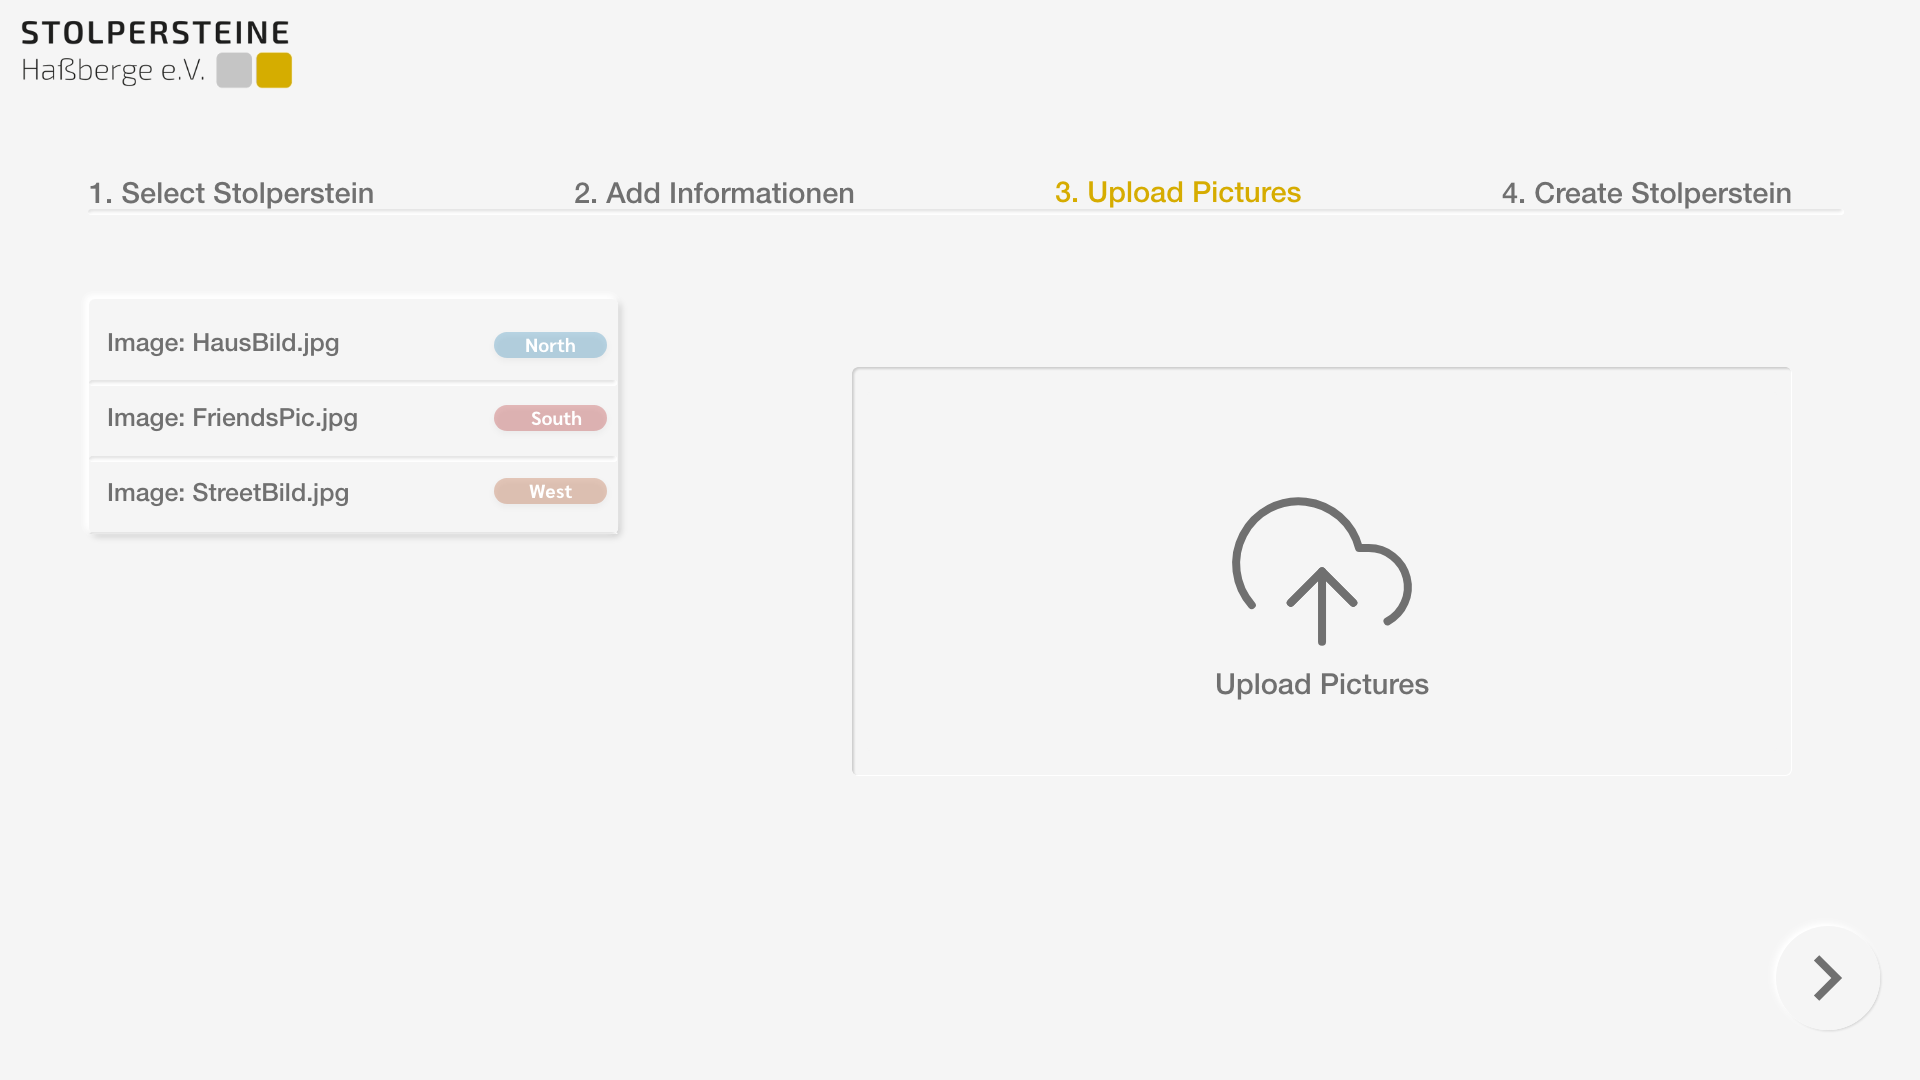 STOLPERSTEINE
Haßberge e.V.
1. Select Stolperstein
2. Add Informationen
3. Upload Pictures
4. Create Stolperstein
Image: HausBild.jpg
North
Image: FriendsPic.jpg
South
Image: StreetBild.jpg
West
Upload Pictures